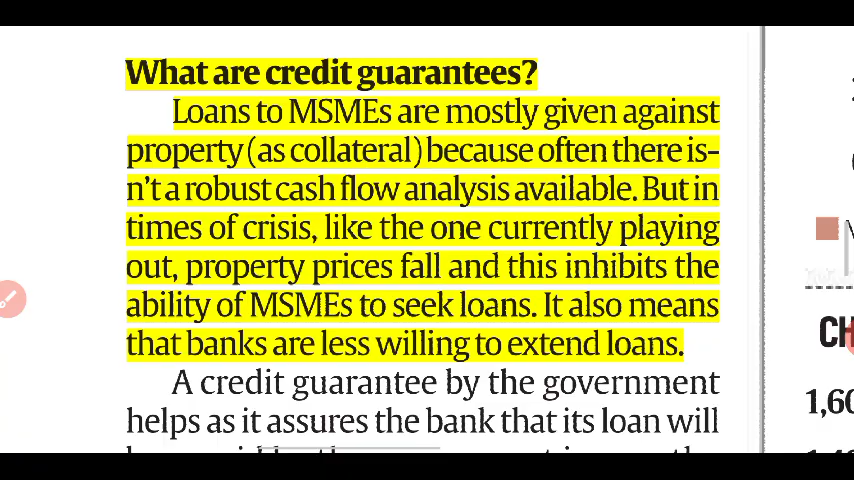 What are credit guarantees?
Loans to MSMEs are mostly given against
property (as collateral) because often there is-
n't a robust cash flow analysis available. But in
times of crisis, like the one currently playing
out, property prices fall and this inhibits the
ability of MSMEs to seek loans. It also means
that banks are less willing to extend loans.
A credit guarantee by the government
helps as it assures the bank that its loan will
CH
1,60